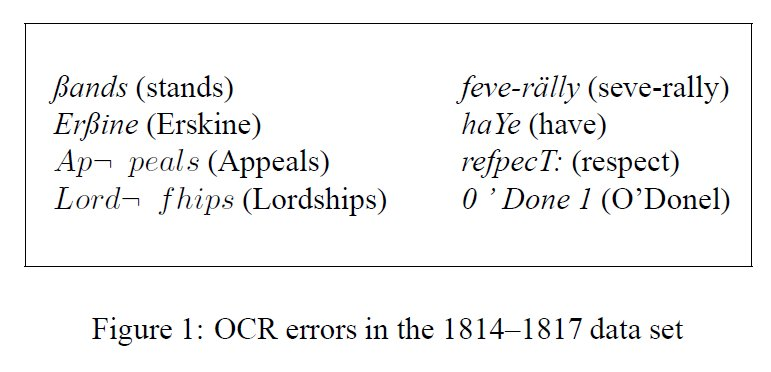 ßands (stands)
Erßine (Erskine)
Ap¬ peals (Appeals)
Lord¬ fhips (Lordships)
feve-rälly (seve-rally)
haYe (have)
refpecT: (respect)
0 ' Done 1 (O'Donel)
Figure 1: OCR errors in the 1814–1817 data set